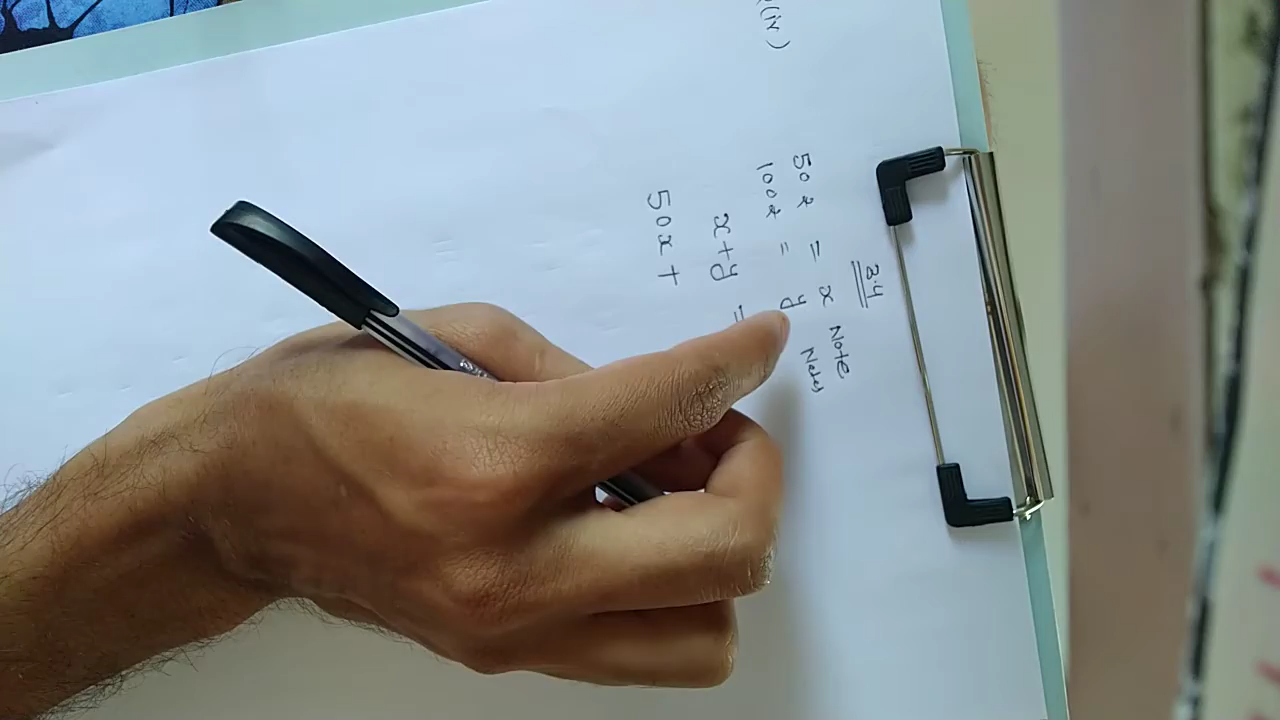 3.4
(iv)
50₹ = x Note
100₹ = y Notes
x+y =
50x +